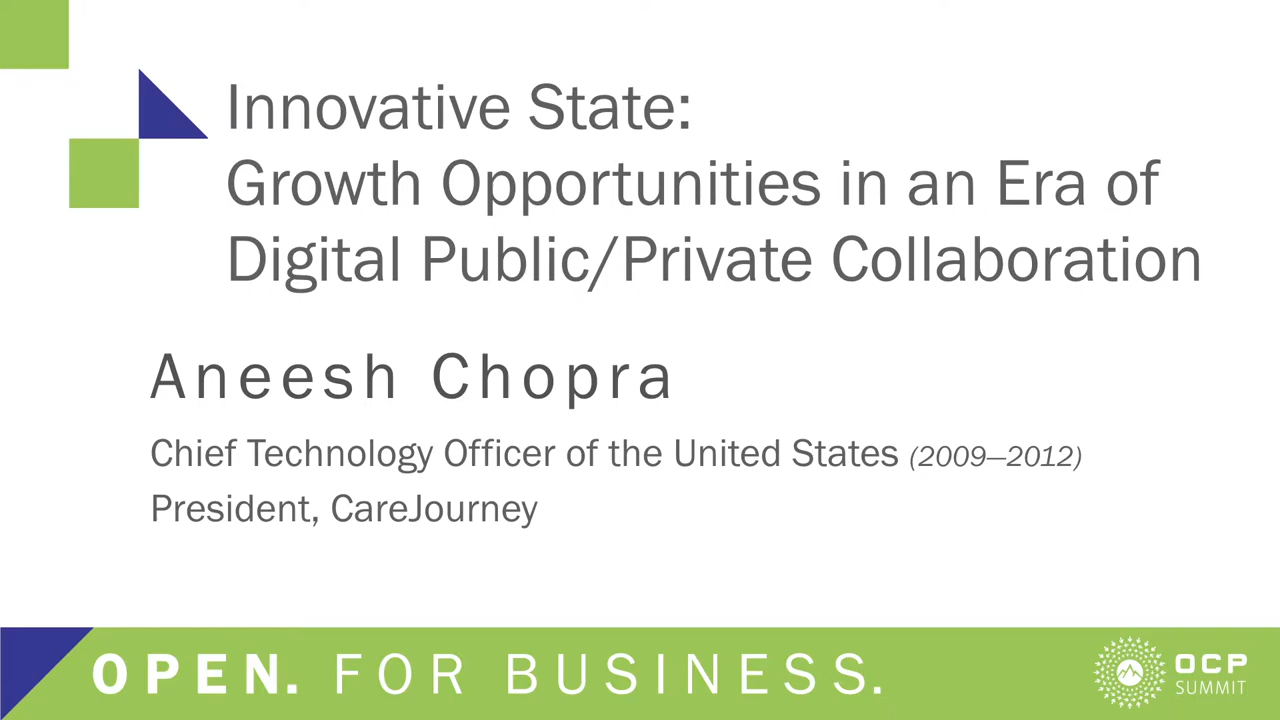 Innovative State:
Growth Opportunities in an Era of
Digital Public/Private Collaboration
Aneesh Chopra
Chief Technology Officer of the United States (2009—2012)
President, CareJourney
OPEN. FOR BUSINESS.
OCP
SUMMIT